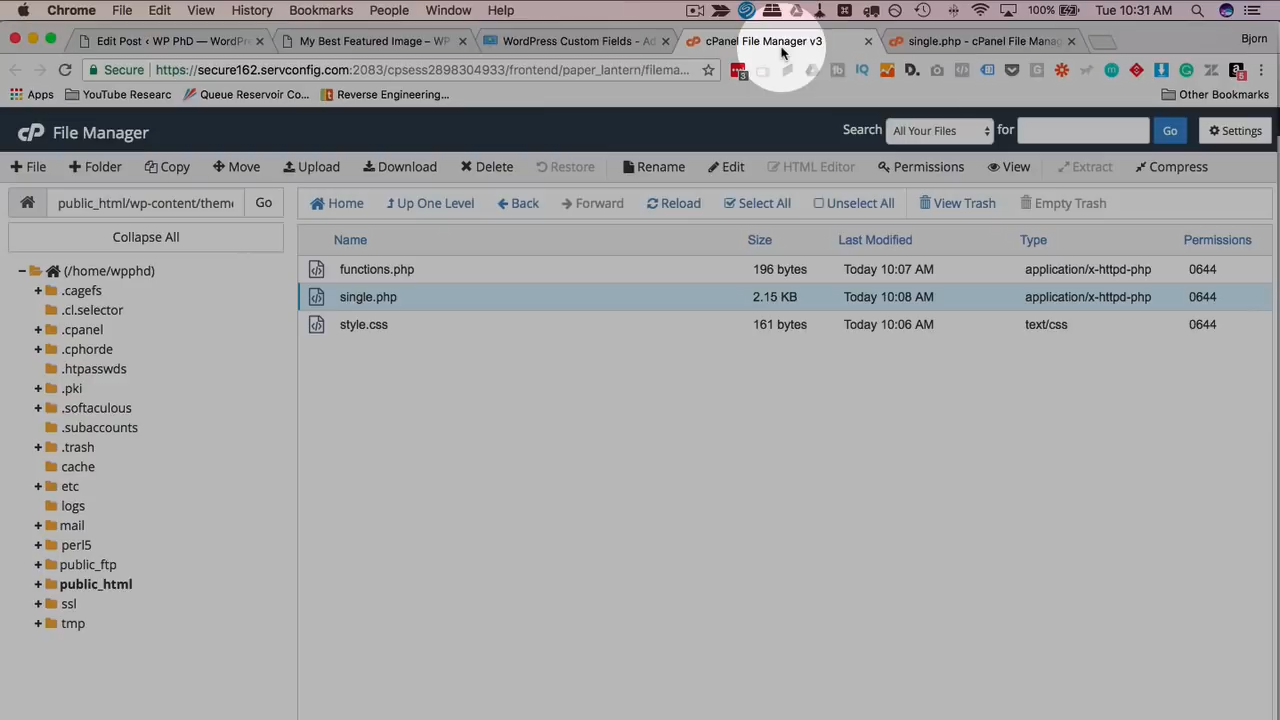 Chrome File Edit View History Bookmarks People Window Help 100% Tue 10:31 AM
Edit Post ‹ WP PhD — WordPre
My Best Featured Image – WP
WordPress Custom Fields - Ad
cPanel File Manager v3
single.php - cPanel File Manag
Bjorn
Secure https://secure162.servconfig.com:2083/cpsess2898304933/frontend/paper_lantern/filema...
Apps YouTube Researc Queue Reservoir Co... Reverse Engineering... Other Bookmarks
cP File Manager
Search All Your Files for Go Settings
File Folder Copy Move Upload Download Delete Restore Rename Edit HTML Editor Permissions View Extract Compress
public_html/wp-content/theme Go
Home Up One Level Back Forward Reload Select All Unselect All View Trash Empty Trash
Collapse All
Name Size Last Modified Type Permissions
functions.php 196 bytes Today 10:07 AM application/x-httpd-php 0644
single.php 2.15 KB Today 10:08 AM application/x-httpd-php 0644
style.css 161 bytes Today 10:06 AM text/css 0644
(/home/wpphd)
.cagefs
.cl.selector
.cpanel
.cphorde
.htpasswds
.pki
.softaculous
.subaccounts
.trash
cache
etc
logs
mail
perl5
public_ftp
public_html
ssl
tmp